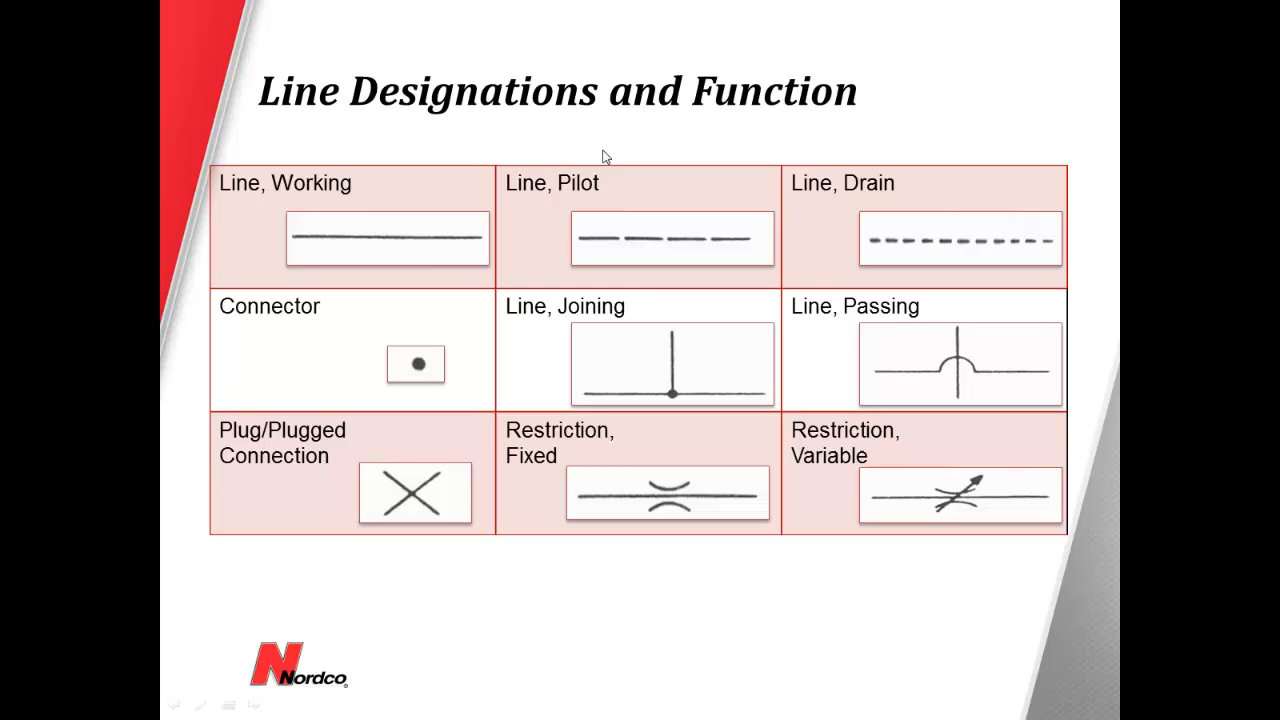 Line Designations and Function
Line, Working
Line, Pilot
Line, Drain
Connector
Line, Joining
Line, Passing
Plug/Plugged
Connection
Restriction,
Fixed
Restriction,
Variable
Nordco®